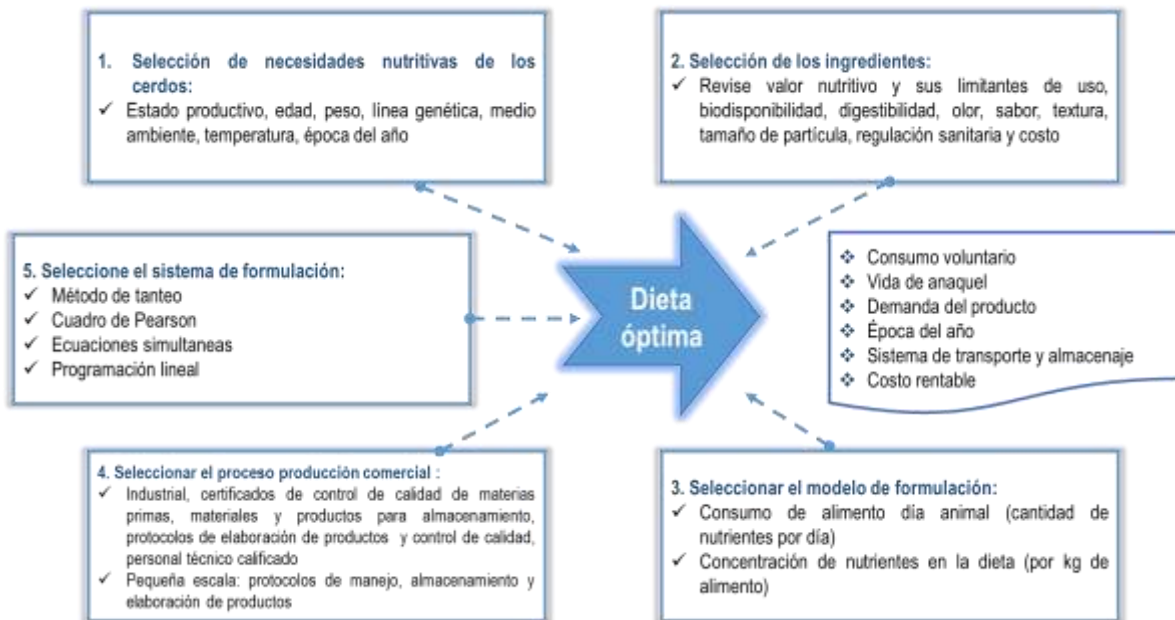 1. Selección de necesidades nutritivas de los
cerdos:
✓ Estado productivo, edad, peso, línea genética, medio
ambiente, temperatura, época del año
2. Selección de los ingredientes:
✓ Revise valor nutritivo y sus limitantes de uso,
biodisponibilidad, digestibilidad, olor, sabor, textura,
tamaño de partícula, regulación sanitaria y costo
5. Seleccione el sistema de formulación:
✓ Método de tanteo
✓ Cuadro de Pearson
✓ Ecuaciones simultaneas
✓ Programación lineal
Dieta
óptima
❖ Consumo voluntario
❖ Vida de anaquel
❖ Demanda del producto
❖ Época del año
❖ Sistema de transporte y almacenaje
❖ Costo rentable
4. Seleccionar el proceso producción comercial :
✓ Industrial, certificados de control de calidad de materias
primas, materiales y productos para almacenamiento,
protocolos de elaboración de productos y control de calidad,
personal técnico calificado
✓ Pequeña escala: protocolos de manejo, almacenamiento y
elaboración de productos
3. Seleccionar el modelo de formulación:
✓ Consumo de alimento día animal (cantidad de
nutrientes por día)
✓ Concentración de nutrientes en la dieta (por kg de
alimento)